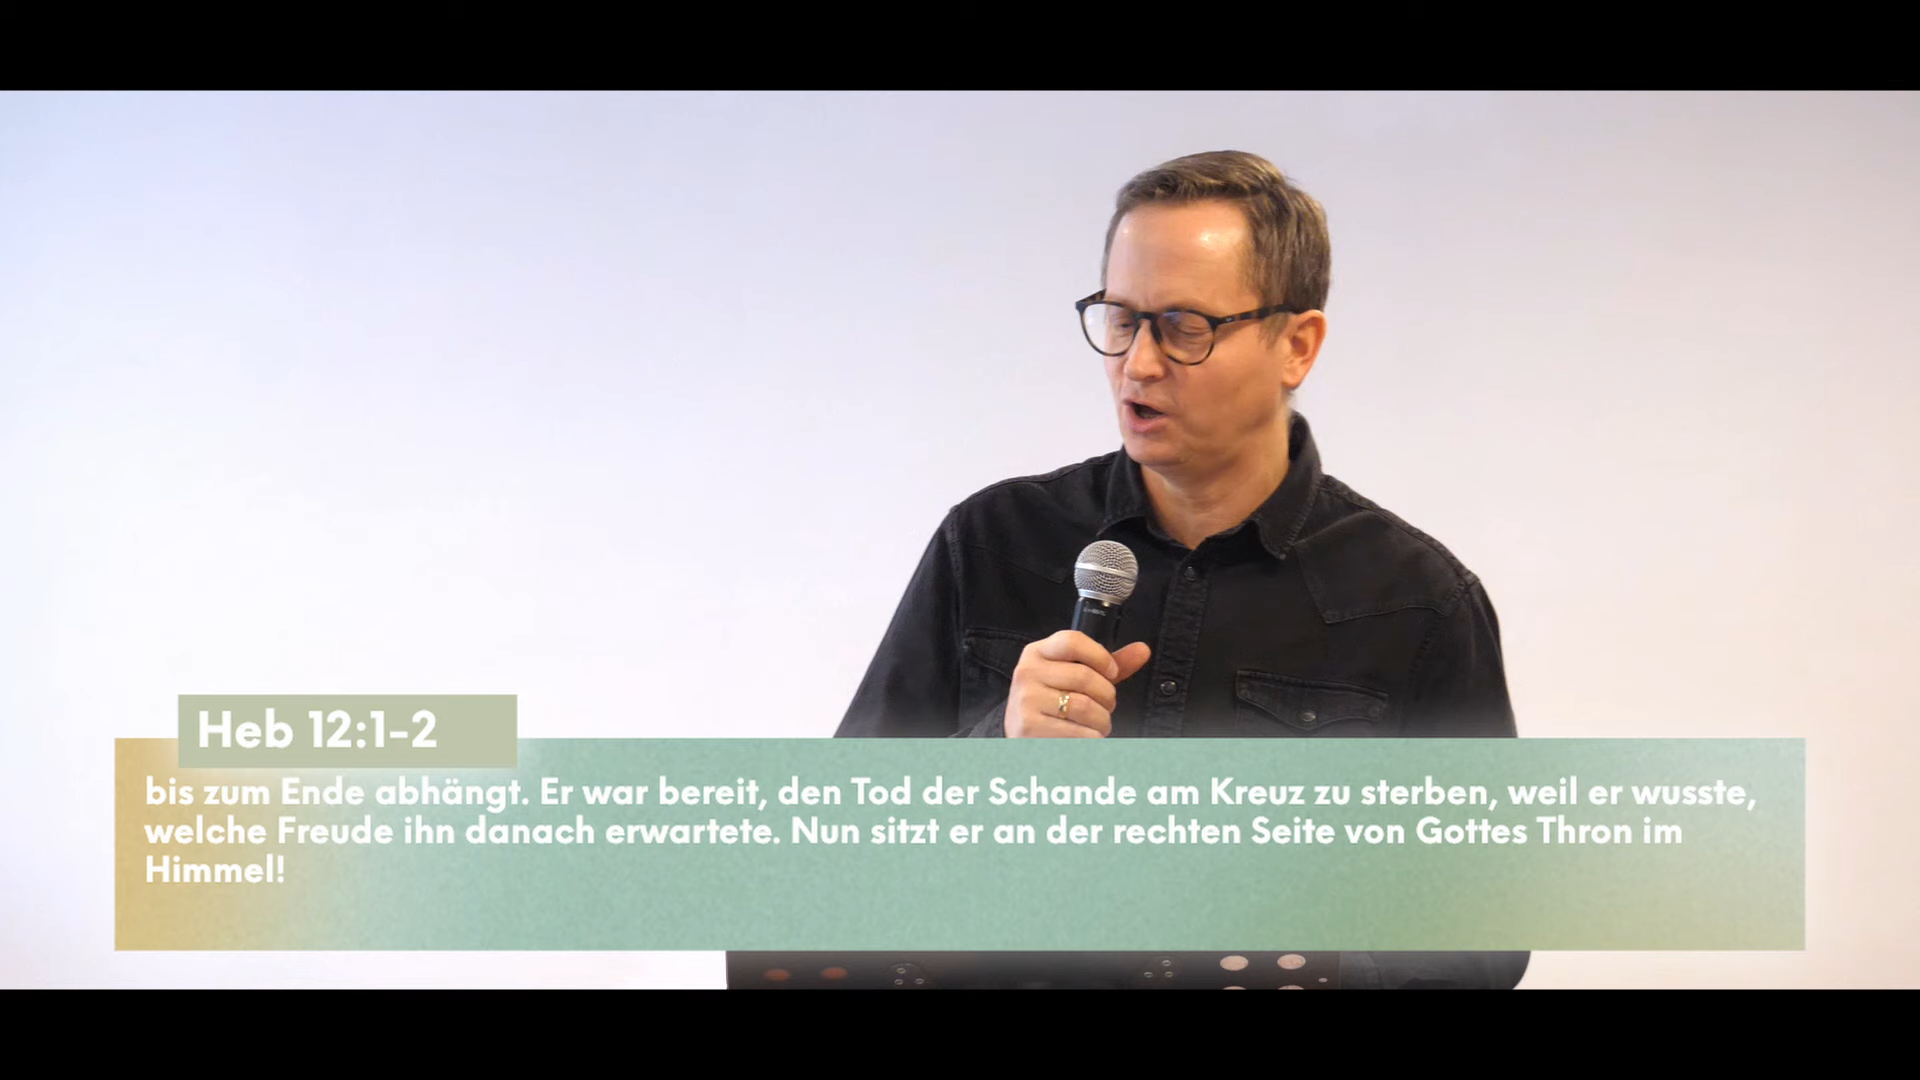 Heb 12:1-2
bis zum Ende abhängt. Er war bereit, den Tod der Schande am Kreuz zu sterben, weil er wusste,
welche Freude ihn danach erwartete. Nun sitzt er an der rechten Seite von Gottes Thron im
Himmel!